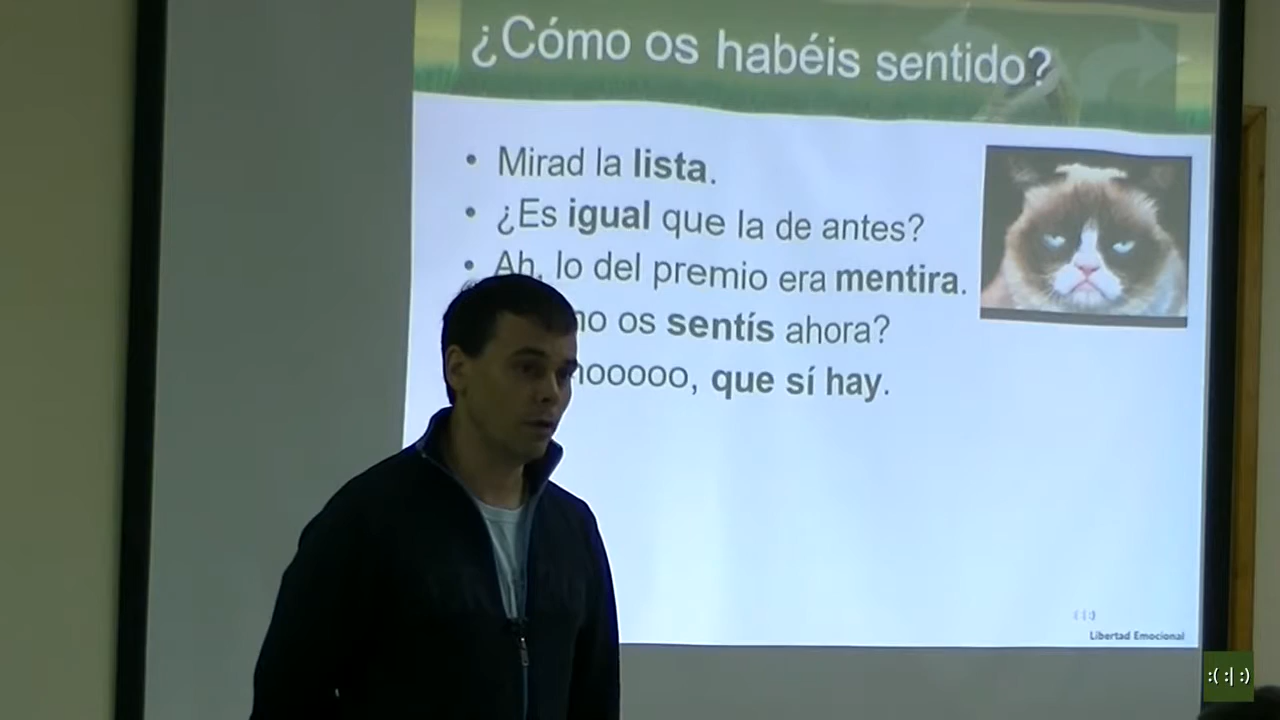 ¿Cómo os habéis sentido?
• Mirad la lista.
• ¿Es igual que la de antes?
• Ah, lo del premio era mentira.
os sentís ahora?
que sí hay.
Libertad Emocional
:( :| :)